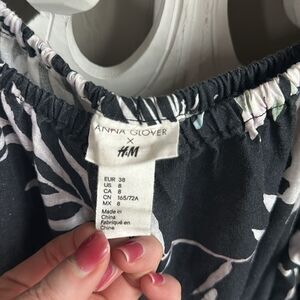 ANNA GLOVER
X
H&M
EUR 38
US 8
CA 8
CN 165/72A
MX 8
Made in
China
Fabriqué en
Chine